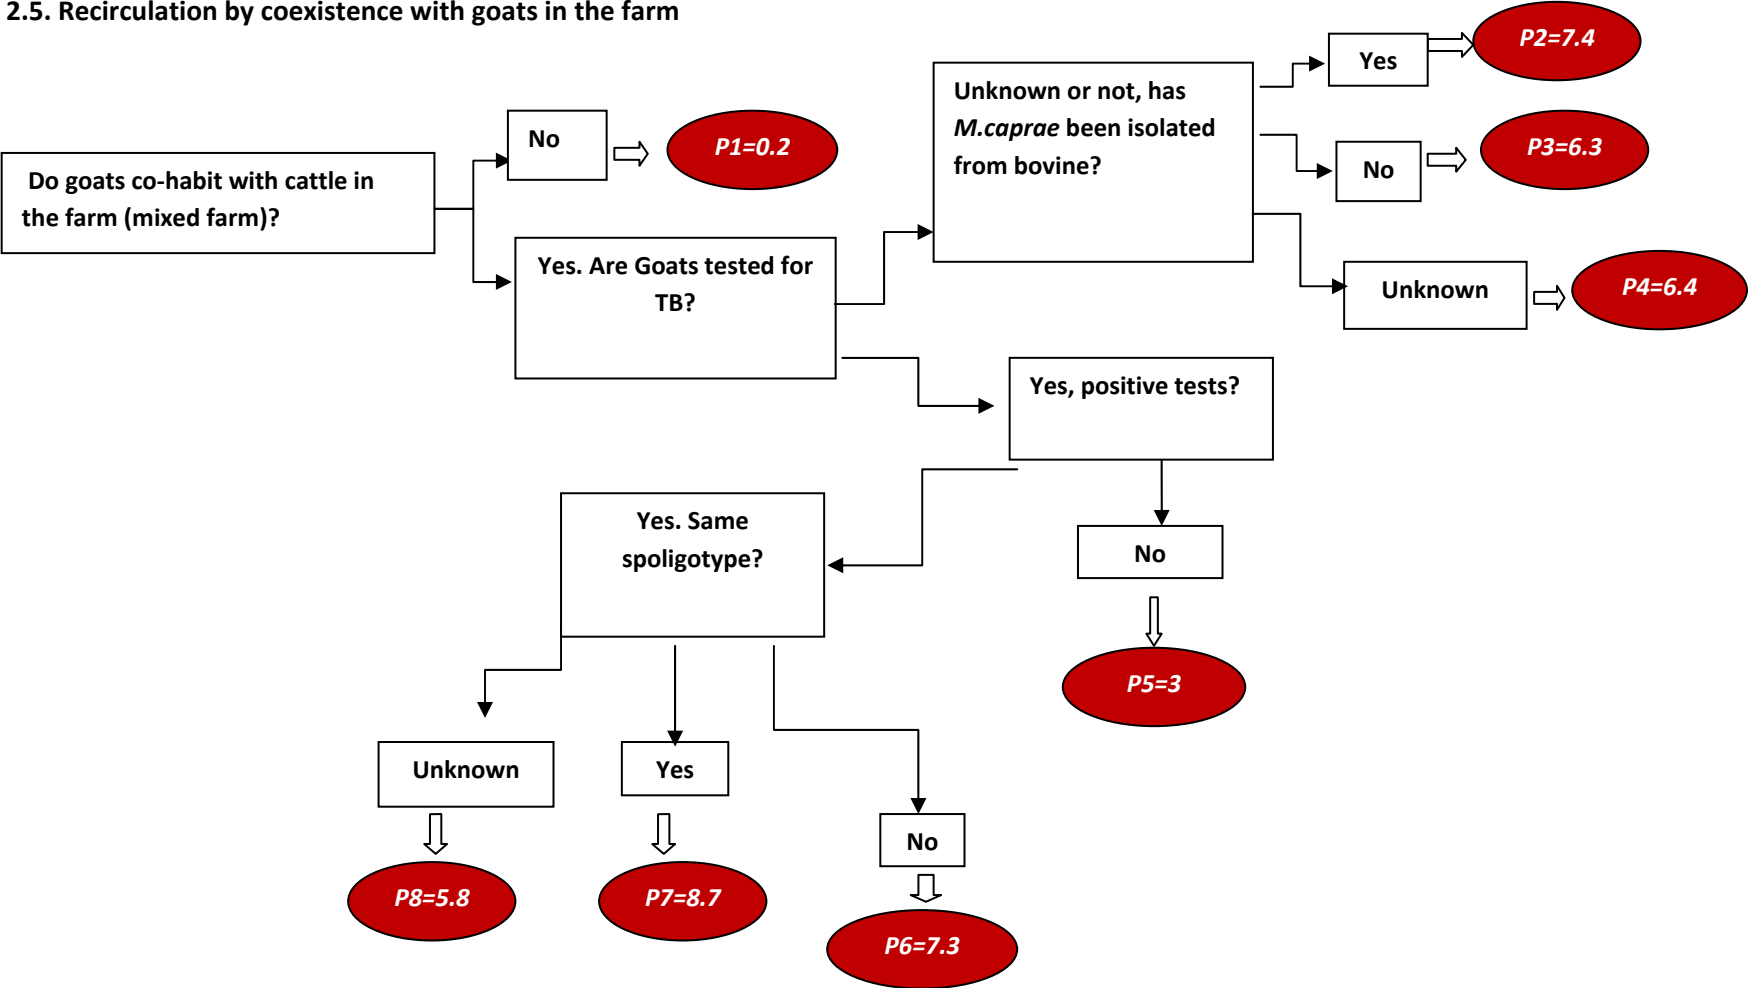 2.5. Recirculation by coexistence with goats in the farm
Do goats co-habit with cattle in
the farm (mixed farm)?
No
P1=0.2
Yes. Are Goats tested for
TB?
Unknown or not, has
M.caprae been isolated
from bovine?
Yes
P2=7.4
No
P3=6.3
Unknown
P4=6.4
Yes, positive tests?
No
P5=3
Yes. Same
spoligotype?
Unknown
P8=5.8
Yes
P7=8.7
No
P6=7.3